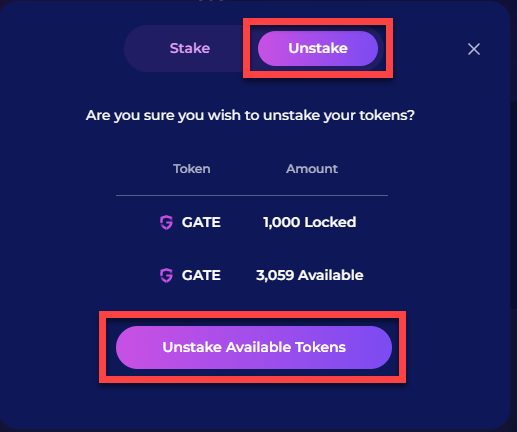 Stake Unstake
Are you sure you wish to unstake your tokens?
Token Amount
GATE 1,000 Locked
GATE 3,059 Available
Unstake Available Tokens